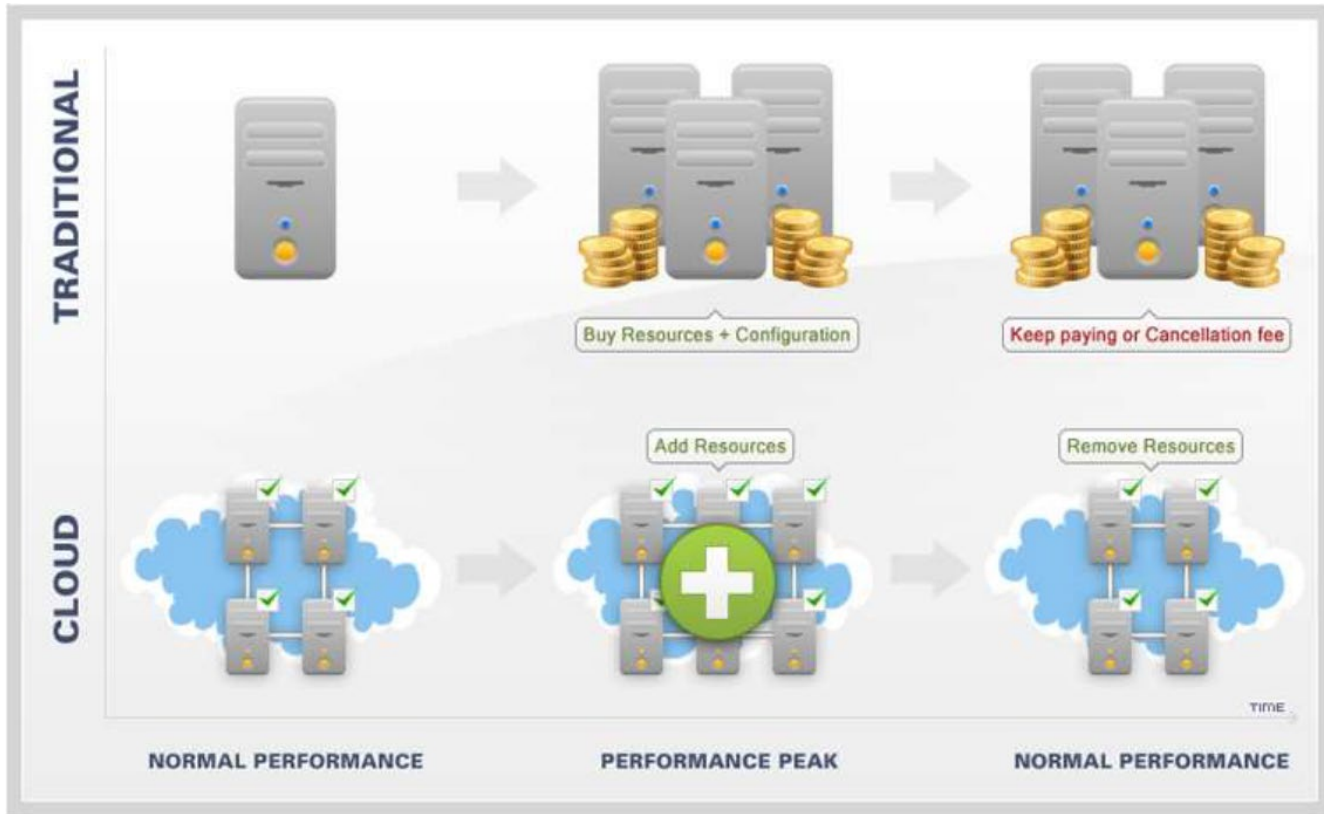 TRADITIONAL
Buy Resources + Configuration
Keep paying or Cancellation fee
CLOUD
Add Resources
Remove Resources
TIME
NORMAL PERFORMANCE
PERFORMANCE PEAK
NORMAL PERFORMANCE